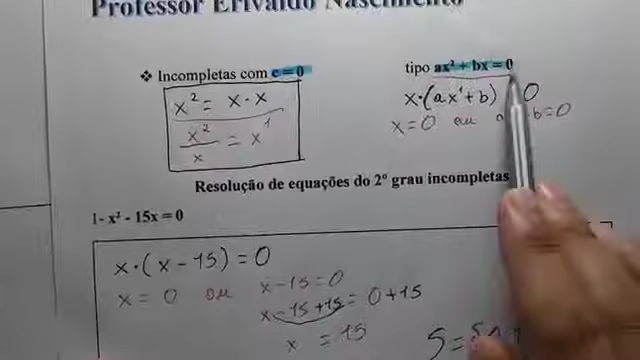 Professor Erivaldo Nascimento
❖ Incompletas com c = 0
tipo ax² + bx = 0
x² = x · x
x²/x = x¹
x·(ax¹+b) 0
x=0 ou b=0
Resolução de equações do 2º grau incompletas
1- x² - 15x = 0
x·(x-15)=0
x = 0 ou x-15=0
x-15+15=0+15
x = 15
S=